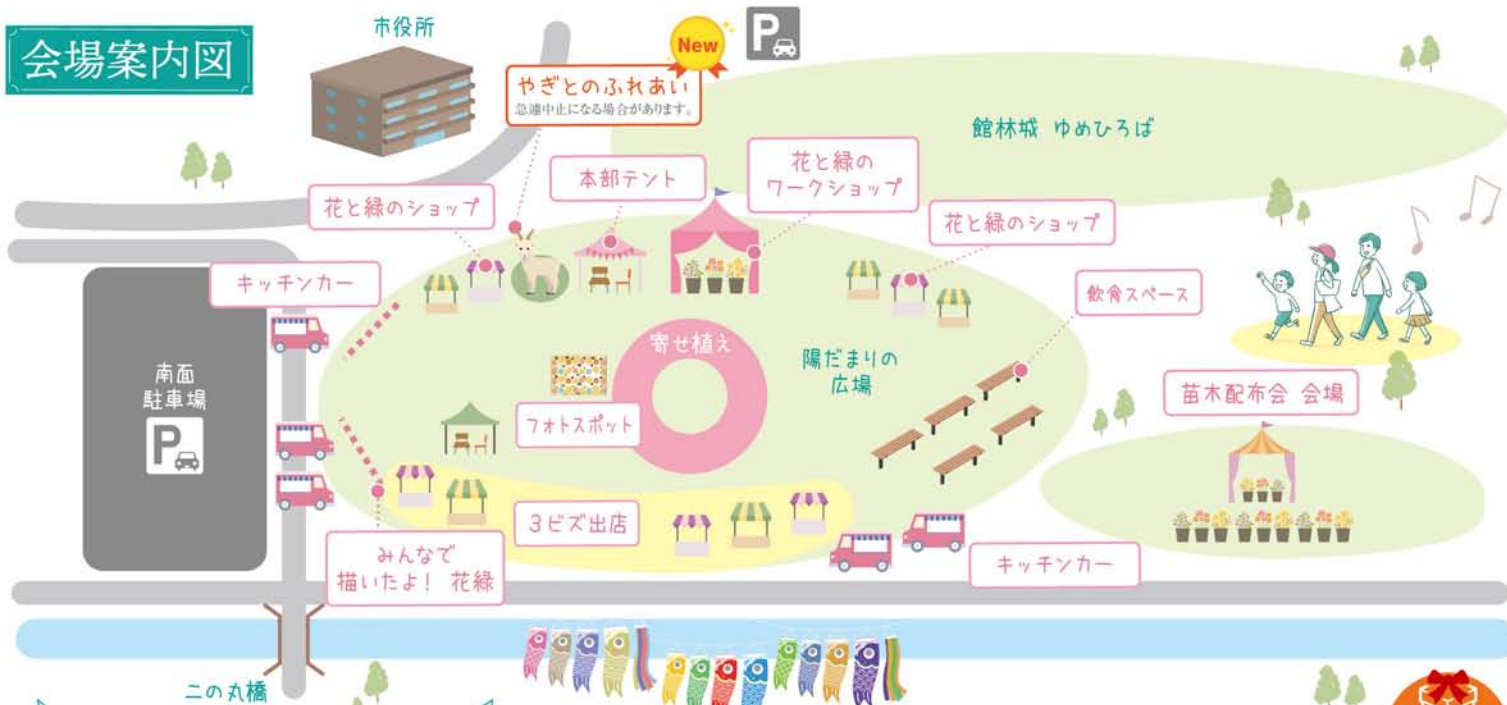 会場案内図
市役所
New
P
やぎとのふれあい
急遽中止になる場合があります。
館林城 ゆめひろば
花と緑のショップ
本部テント
花と緑の
ワークショップ
花と緑のショップ
キッチンカー
飲食スペース
寄せ植え
陽だまりの
広場
南面
駐車場
P
フォトスポット
苗木配布会 会場
3ビズ出店
みんなで
描いたよ! 花緑
キッチンカー
二の丸橋